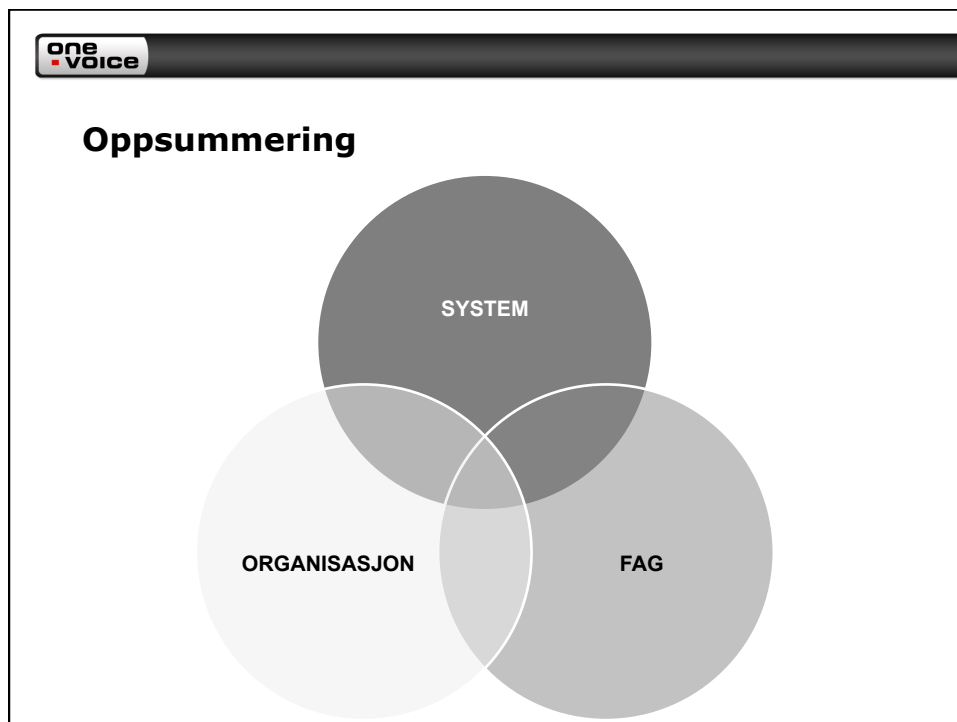 one
voice
Oppsummering
SYSTEM
ORGANISASJON
FAG